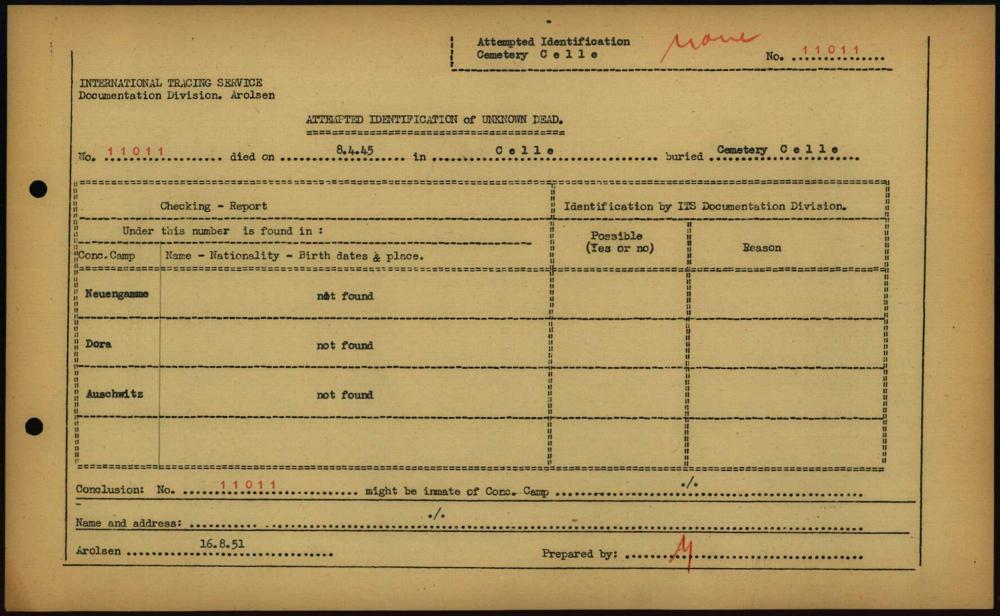 Attempted Identification
Cemetery C e l l e
None
No. 11011
INTERNATIONAL TRACING SERVICE
Documentation Division. Arolsen
ATTEMPTED IDENTIFICATION of UNKNOWN DEAD.
No. 11011 died on 8.4.45 in C e l l e buried Cemetery C e l l e
Checking - Report
Identification by ITS Documentation Division.
Under this number is found in :
Possible
(Yes or no)
Reason
Conc.Camp
Name - Nationality - Birth dates & place.
Neuengamme not found
Dora not found
Auschwitz not found
Conclusion: No. 11011 might be inmate of Conc. Camp ./.
Name and address: ./.
Arolsen 16.8.51 Prepared by: